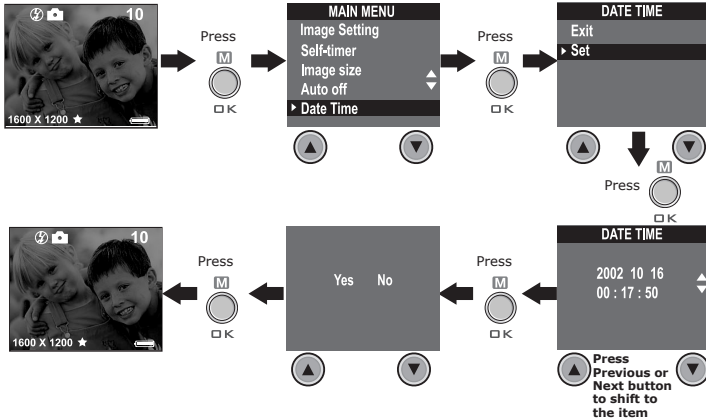 10
1600 X 1200 ★
Press
M
OK
MAIN MENU
Image Setting
Self-timer
Image size
Auto off
Date Time
Press
M
OK
DATE TIME
Exit
Set
Press
M
OK
DATE TIME
2002 10 16
00 : 17 : 50
Press
Previous or
Next button
to shift to
the item
Press
M
OK
Yes No
Press
M
OK
10
1600 X 1200 ★